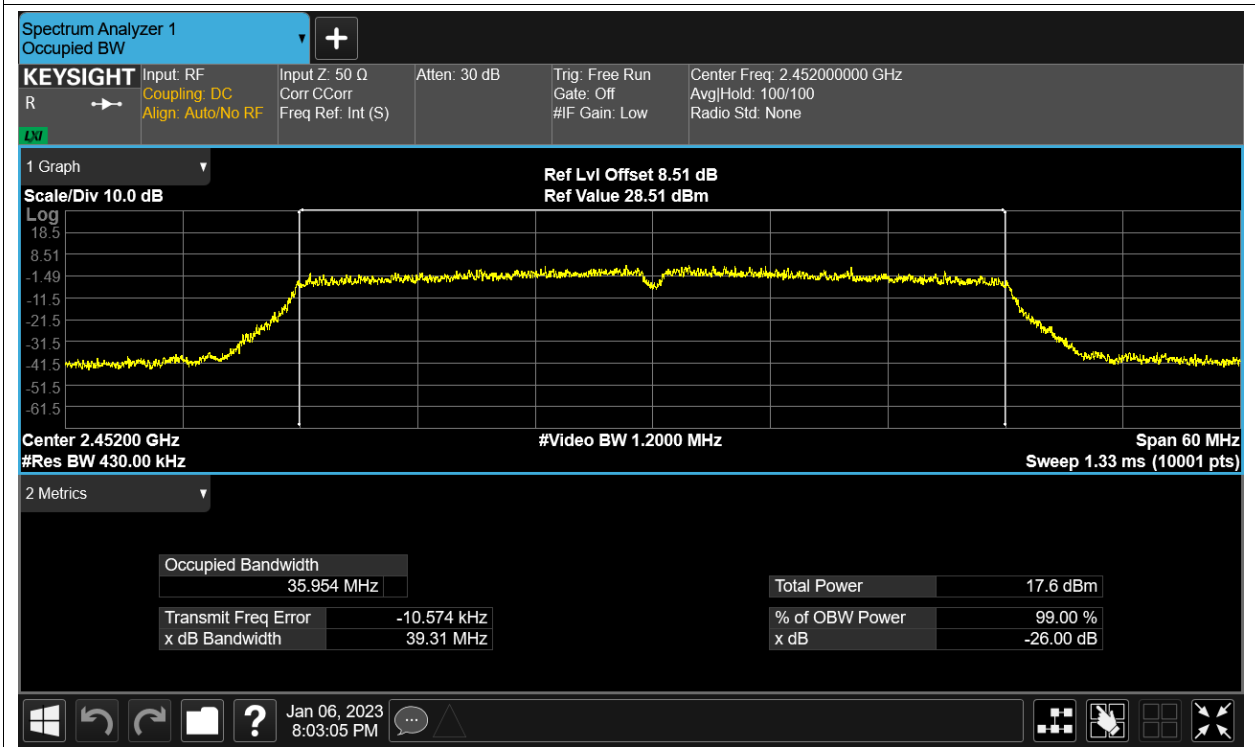 Spectrum Analyzer 1
Occupied BW
KEYSIGHT Input: RF Input Z: 50 Ω Atten: 30 dB Trig: Free Run Center Freq: 2.452000000 GHz
R Coupling: DC Corr CCorr Gate: Off Avg|Hold: 100/100
Align: Auto/No RF Freq Ref: Int (S) #IF Gain: Low Radio Std: None
LXI
1 Graph
Ref Lvl Offset 8.51 dB
Scale/Div 10.0 dB Ref Value 28.51 dBm
Log
18.5
8.51
-1.49
-11.5
-21.5
-31.5
-41.5
-51.5
-61.5
Center 2.45200 GHz #Video BW 1.2000 MHz Span 60 MHz
#Res BW 430.00 kHz Sweep 1.33 ms (10001 pts)
2 Metrics
Occupied Bandwidth
35.954 MHz Total Power 17.6 dBm
Transmit Freq Error -10.574 kHz % of OBW Power 99.00 %
x dB Bandwidth 39.31 MHz x dB -26.00 dB
Jan 06, 2023
8:03:05 PM